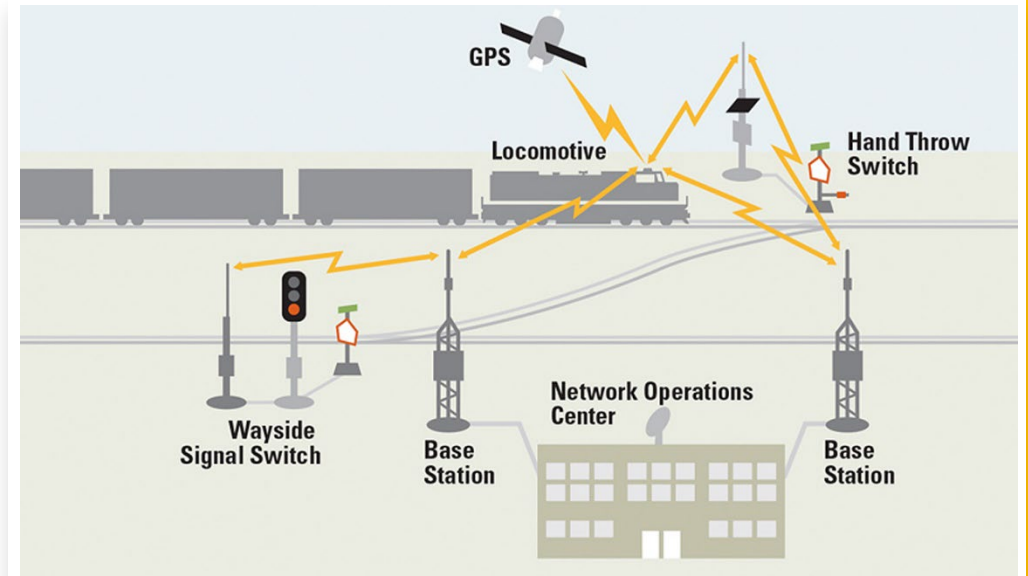 GPS
Locomotive
Hand Throw
Switch
Wayside
Signal Switch
Base
Station
Network Operations
Center
Base
Station